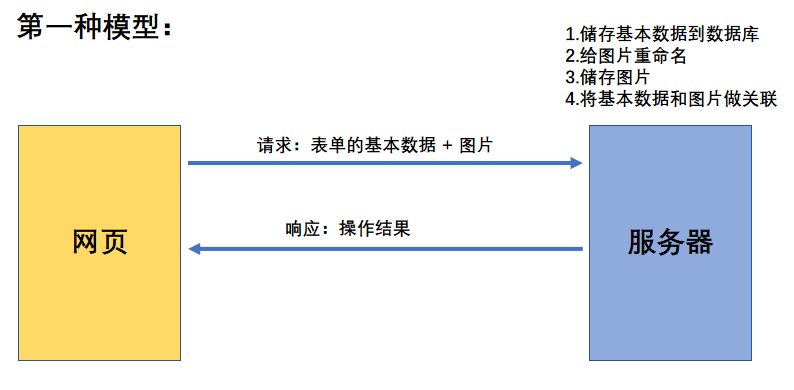 第一种模型：
1.储存基本数据到数据库
2.给图片重命名
3.储存图片
4.将基本数据和图片做关联
请求：表单的基本数据 + 图片
网页
响应：操作结果
服务器